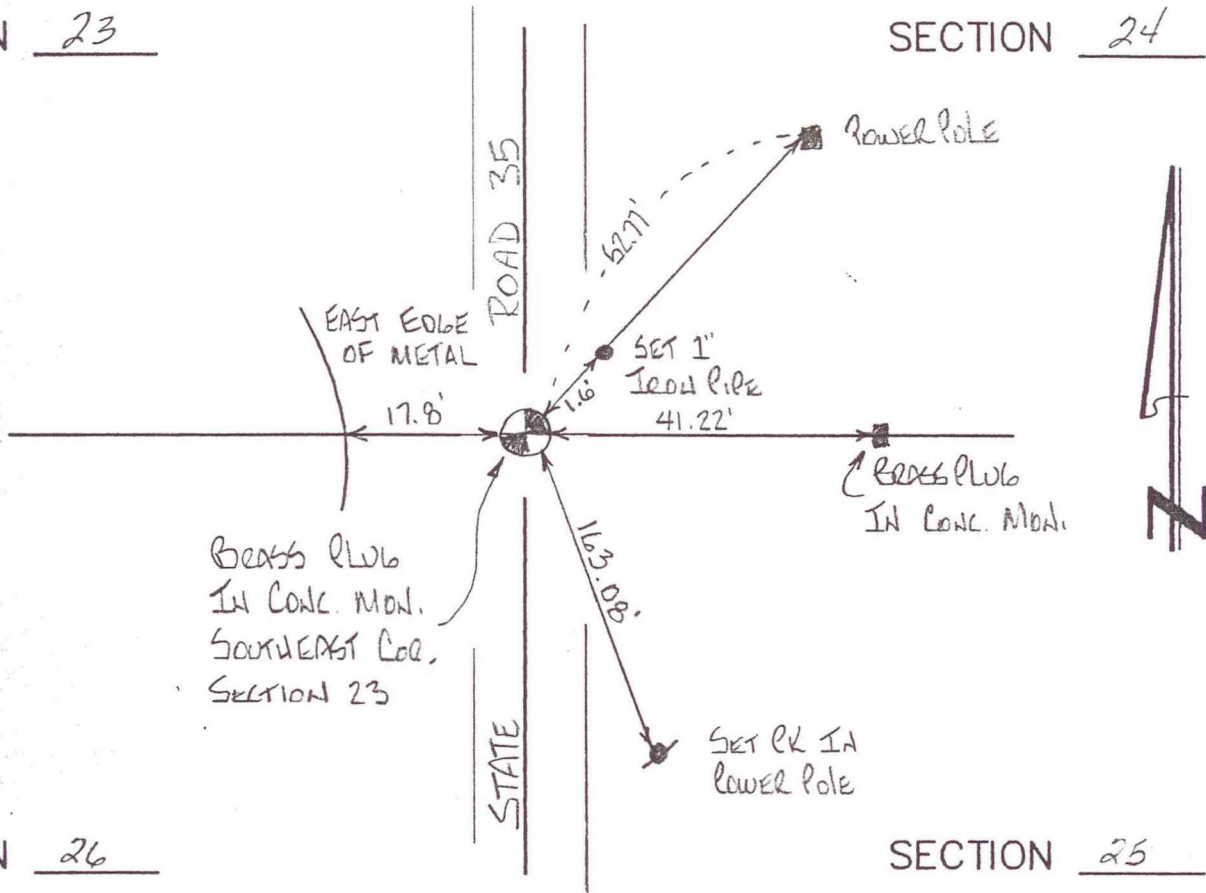 N 23
SECTION 24
POWER POLE
ROAD 35
52.77'
EAST EDGE
OF METAL
SET 1"
IRON PIPE
1.6'
17.8'
41.22'
BRASS PLUG
IN CONC. MON.
BRASS PLUG
IN CONC. MON.
SOUTHEAST COR.
SECTION 23
163.08'
STATE
SET PK IN
POWER POLE
N
N 26
SECTION 25